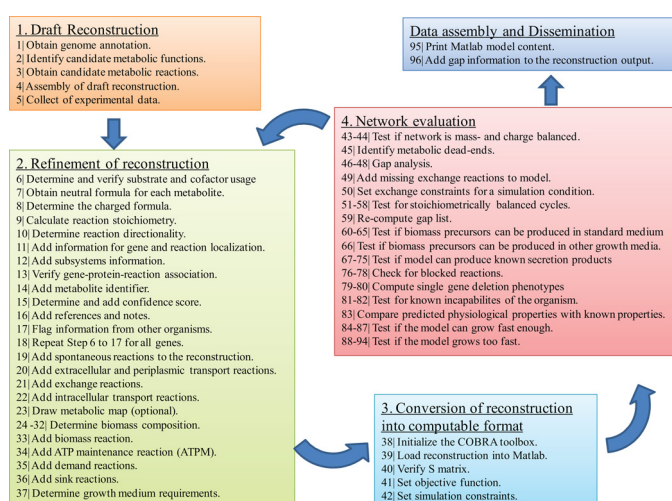 1. Draft Reconstruction
1| Obtain genome annotation.
2| Identify candidate metabolic functions.
3| Obtain candidate metabolic reactions.
4| Assembly of draft reconstruction.
5| Collect of experimental data.
2. Refinement of reconstruction
6| Determine and verify substrate and cofactor usage
7| Obtain neutral formula for each metabolite.
8| Determine the charged formula.
9| Calculate reaction stoichiometry.
10| Determine reaction directionality.
11| Add information for gene and reaction localization.
12| Add subsystems information.
13| Verify gene-protein-reaction association.
14| Add metabolite identifier.
15| Determine and add confidence score.
16| Add references and notes.
17| Flag information from other organisms.
18| Repeat Step 6 to 17 for all genes.
19| Add spontaneous reactions to the reconstruction.
20| Add extracellular and periplasmic transport reactions.
21| Add exchange reactions.
22| Add intracellular transport reactions.
23| Draw metabolic map (optional).
24 -32| Determine biomass composition.
33| Add biomass reaction.
34| Add ATP maintenance reaction (ATPM).
35| Add demand reactions.
36| Add sink reactions.
37| Determine growth medium requirements.
3. Conversion of reconstruction
into computable format
38| Initialize the COBRA toolbox.
39| Load reconstruction into Matlab.
40| Verify S matrix.
41| Set objective function.
42| Set simulation constraints.
4. Network evaluation
43-44| Test if network is mass- and charge balanced.
45| Identify metabolic dead-ends.
46-48| Gap analysis.
49| Add missing exchange reactions to model.
50| Set exchange constraints for a simulation condition.
51-58| Test for stoichiometrically balanced cycles.
59| Re-compute gap list.
60-65| Test if biomass precursors can be produced in standard medium
66| Test if biomass precursors can be produced in other growth media.
67-75| Test if model can produce known secretion products
76-78| Check for blocked reactions.
79-80| Compute single gene deletion phenotypes
81-82| Test for known incapabilites of the organism.
83| Compare predicted physiological properties with known properties.
84-87| Test if the model can grow fast enough.
88-94| Test if the model grows too fast.
Data assembly and Dissemination
95| Print Matlab model content.
96| Add gap information to the reconstruction output.